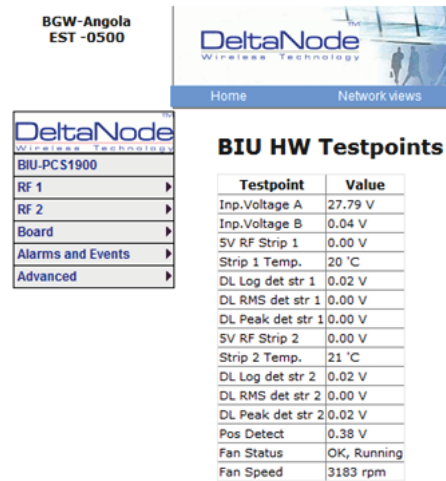 BGW-Angola
EST -0500
DeltaNode
Wireless Technology
TM
Home Network views
DeltaNode
Wireless Technology
TM
BIU-PCS1900
RF 1
RF 2
Board
Alarms and Events
Advanced
BIU HW Testpoints
Testpoint Value
Inp.Voltage A 27.79 V
Inp.Voltage B 0.04 V
5V RF Strip 1 0.00 V
Strip 1 Temp. 20 'C
DL Log det str 1 0.02 V
DL RMS det str 1 0.00 V
DL Peak det str 1 0.00 V
5V RF Strip 2 0.00 V
Strip 2 Temp. 21 'C
DL Log det str 2 0.02 V
DL RMS det str 2 0.00 V
DL Peak det str 2 0.02 V
Pos Detect 0.38 V
Fan Status OK, Running
Fan Speed 3183 rpm